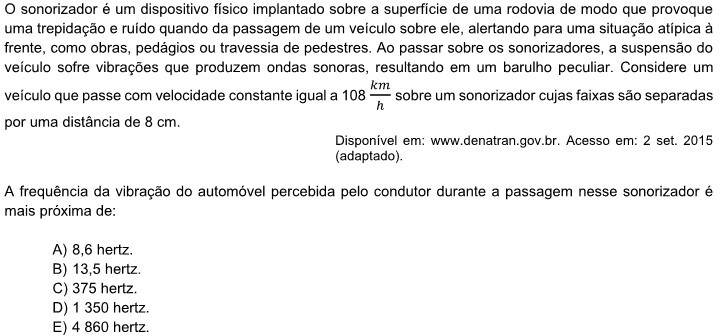 O sonorizador é um dispositivo físico implantado sobre a superfície de uma rodovia de modo que provoque
uma trepidação e ruído quando da passagem de um veículo sobre ele, alertando para uma situação atípica à
frente, como obras, pedágios ou travessia de pedestres. Ao passar sobre os sonorizadores, a suspensão do
veículo sofre vibrações que produzem ondas sonoras, resultando em um barulho peculiar. Considere um
veículo que passe com velocidade constante igual a 108 km/h sobre um sonorizador cujas faixas são separadas
por uma distância de 8 cm.
Disponível em: www.denatran.gov.br. Acesso em: 2 set. 2015
(adaptado).
A frequência da vibração do automóvel percebida pelo condutor durante a passagem nesse sonorizador é
mais próxima de:
A) 8,6 hertz.
B) 13,5 hertz.
C) 375 hertz.
D) 1 350 hertz.
E) 4 860 hertz.